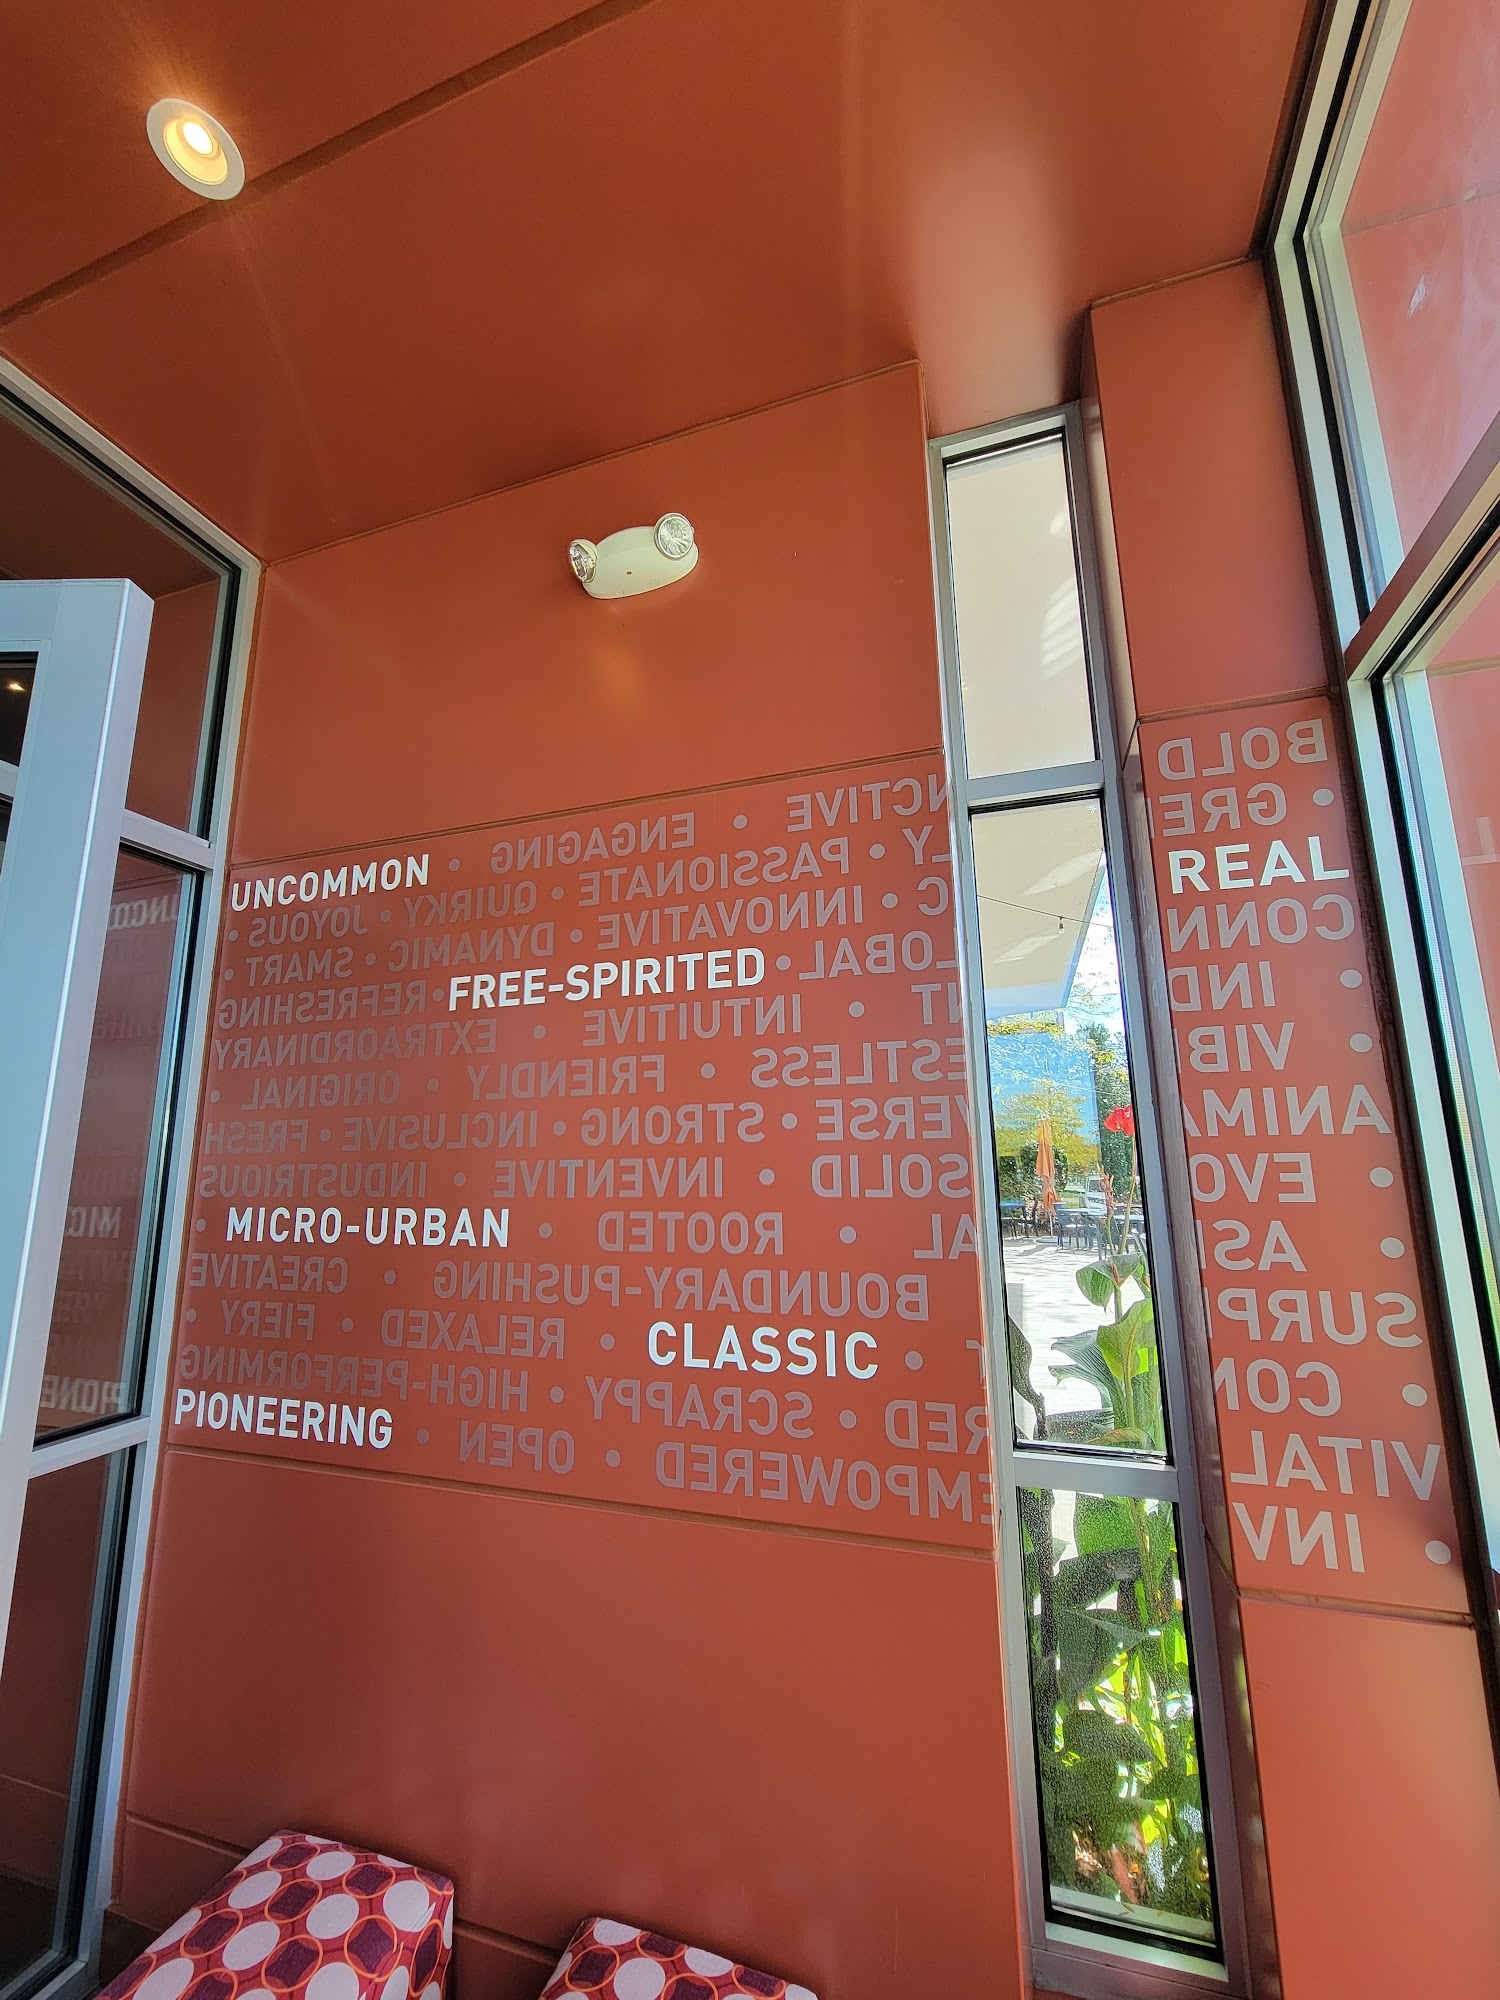 NCTIVE • ENGAGING • UNCOMMON
LY • PASSIONATE • QUIRKY • JOYOUS •
C • INNOVATIVE • DYNAMIC • SMART •
LOBAL • FREE-SPIRITED • REFRESHING
NT • INTUITIVE • EXTRAORDINARY
ESTLESS • FRIENDLY • ORIGINAL •
VERSE • STRONG • INCLUSIVE • FRESH
SOLID • INVENTIVE • INDUSTRIOUS
AL • ROOTED • MICRO-URBAN •
BOUNDARY-PUSHING • CREATIVE
• CLASSIC • RELAXED • FIERY •
RED • SCRAPPY • HIGH-PERFORMING
EMPOWERED • OPEN • PIONEERING
BOLD
• GRE
REAL
CONN
• IND
• VIB
ANIMA
• EVO
• AS
SURP
• CON
VITAL
• INV